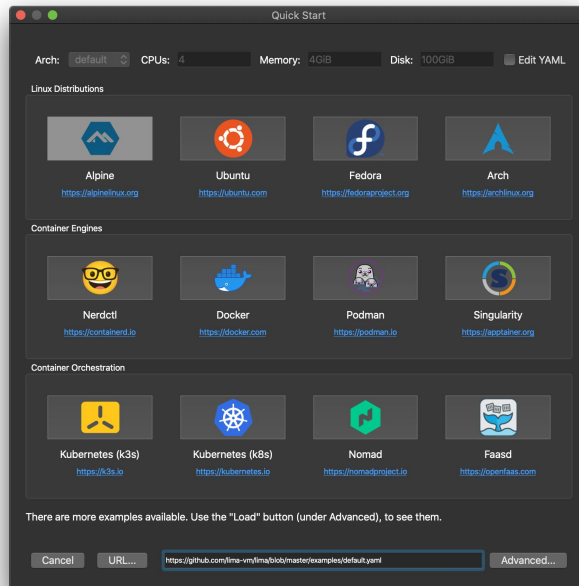 Quick Start
Arch: default CPUs: 4 Memory: 4GiB Disk: 100GiB Edit YAML
Linux Distributions
Alpine Ubuntu Fedora Arch
https://alpinelinux.org https://ubuntu.com https://fedoraproject.org https://archlinux.org
Container Engines
Nerdctl Docker Podman Singularity
https://containerd.io https://docker.com https://podman.io https://apptainer.org
Container Orchestration
Kubernetes (k3s) Kubernetes (k8s) Nomad Faasd
https://k3s.io https://kubernetes.io https://nomadproject.io https://openfaas.com
There are more examples available. Use the "Load" button (under Advanced), to see them.
Cancel URL... https://github.com/lima-vm/lima/blob/master/examples/default.yaml Advanced...